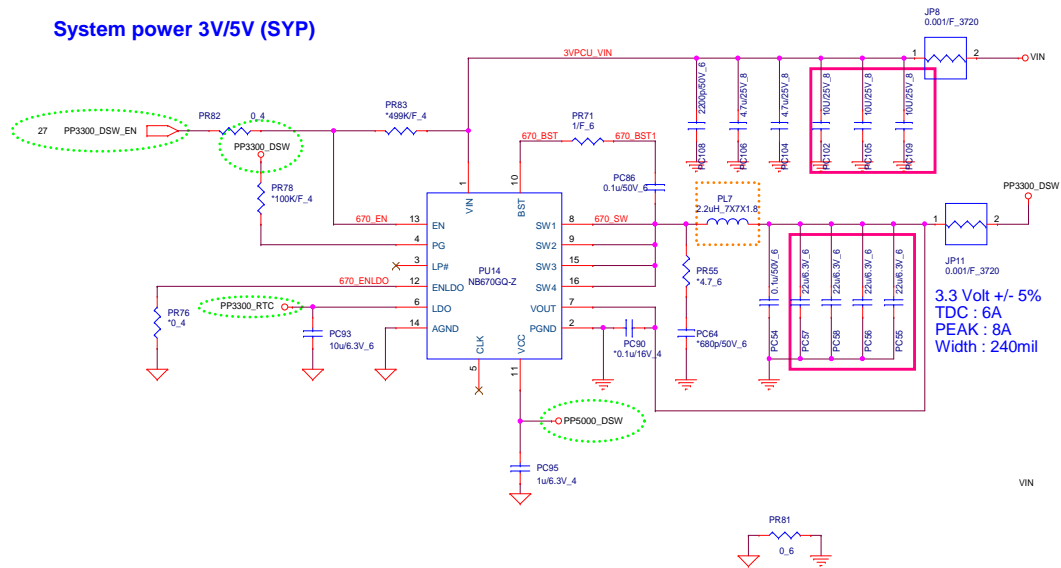 System power 3V/5V (SYP)
JP8
0.001/F_3720
3VPCU_VIN
1
2
VIN
27
PP3300_DSW_EN
PR82
0_4
PR83
*499K/F_4
PP3300_DSW
PR78
*100K/F_4
670_BST
PR71
1/F_6
670_BST1
2200p/50V_6
PC108
4.7u/25V_8
PC106
4.7u/25V_8
PC104
10U/25V_8
PC102
10U/25V_8
PC105
10U/25V_8
PC109
PC86
0.1u/50V_6
PL7
2.2uH_7X7X1.8
PP3300_DSW
1
2
JP11
0.001/F_3720
1
10
VIN
BST
670_EN
13
EN
4
PG
3
LP#
670_ENLDO
12
ENLDO
6
LDO
14
AGND
PU14
NB670GQ-Z
SW1
8
670_SW
SW2
9
SW3
15
SW4
16
VOUT
7
PGND
2
CLK
5
VCC
11
PR76
*0_4
PP3300_RTC
PC93
10u/6.3V_6
PC90
*0.1u/16V_4
PR55
*4.7_6
PC64
*680p/50V_6
0.1u/50V_6
PC54
22u/6.3V_6
PC57
22u/6.3V_6
PC58
22u/6.3V_6
PC56
22u/6.3V_6
PC55
3.3 Volt +/- 5%
TDC : 6A
PEAK : 8A
Width : 240mil
PP5000_DSW
PC95
1u/6.3V_4
VIN
PR81
0_6